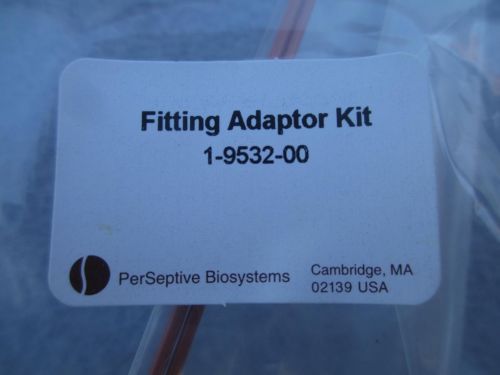 Fitting Adaptor Kit
1-9532-00
PerSeptive Biosystems
Cambridge, MA
02139 USA